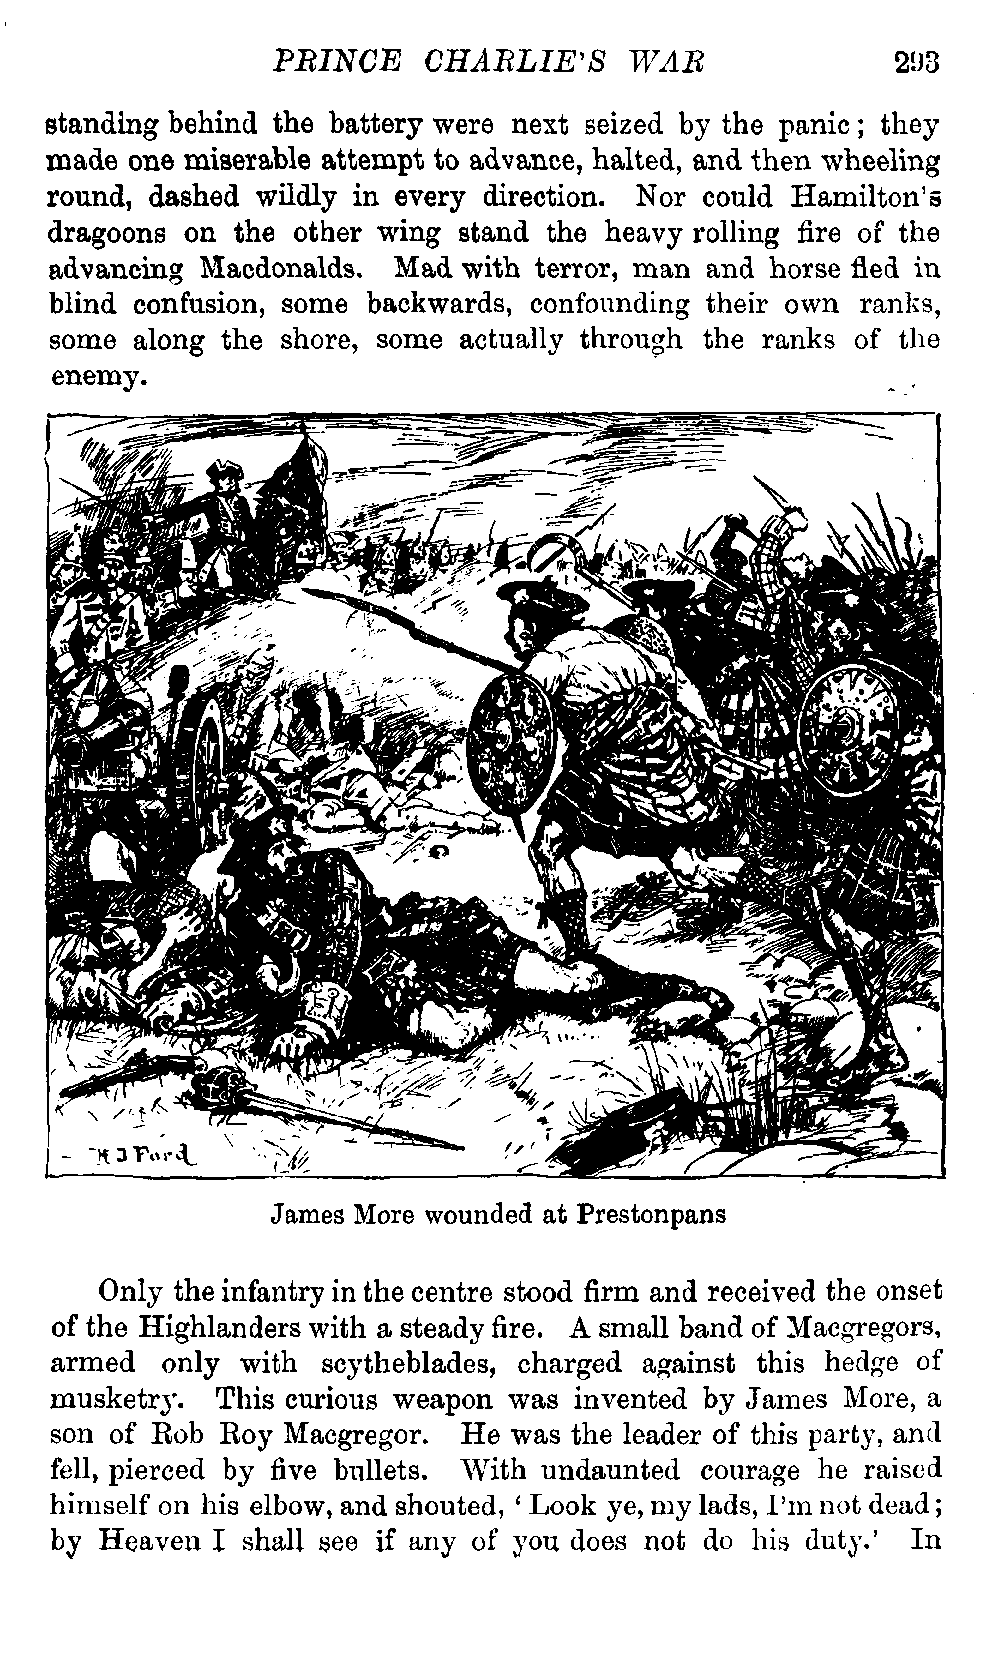 PRINCE CHARLIE'S WAR 293
standing behind the battery were next seized by the panic; they
made one miserable attempt to advance, halted, and then wheeling
round, dashed wildly in every direction. Nor could Hamilton's
dragoons on the other wing stand the heavy rolling fire of the
advancing Macdonalds. Mad with terror, man and horse fled in
blind confusion, some backwards, confounding their own ranks,
some along the shore, some actually through the ranks of the
enemy.
H J Ford
James More wounded at Prestonpans
Only the infantry in the centre stood firm and received the onset
of the Highlanders with a steady fire. A small band of Macgregors,
armed only with scytheblades, charged against this hedge of
musketry. This curious weapon was invented by James More, a
son of Rob Roy Macgregor. He was the leader of this party, and
fell, pierced by five bullets. With undaunted courage he raised
himself on his elbow, and shouted, ‘Look ye, my lads, I'm not dead;
by Heaven I shall see if any of you does not do his duty.’ In